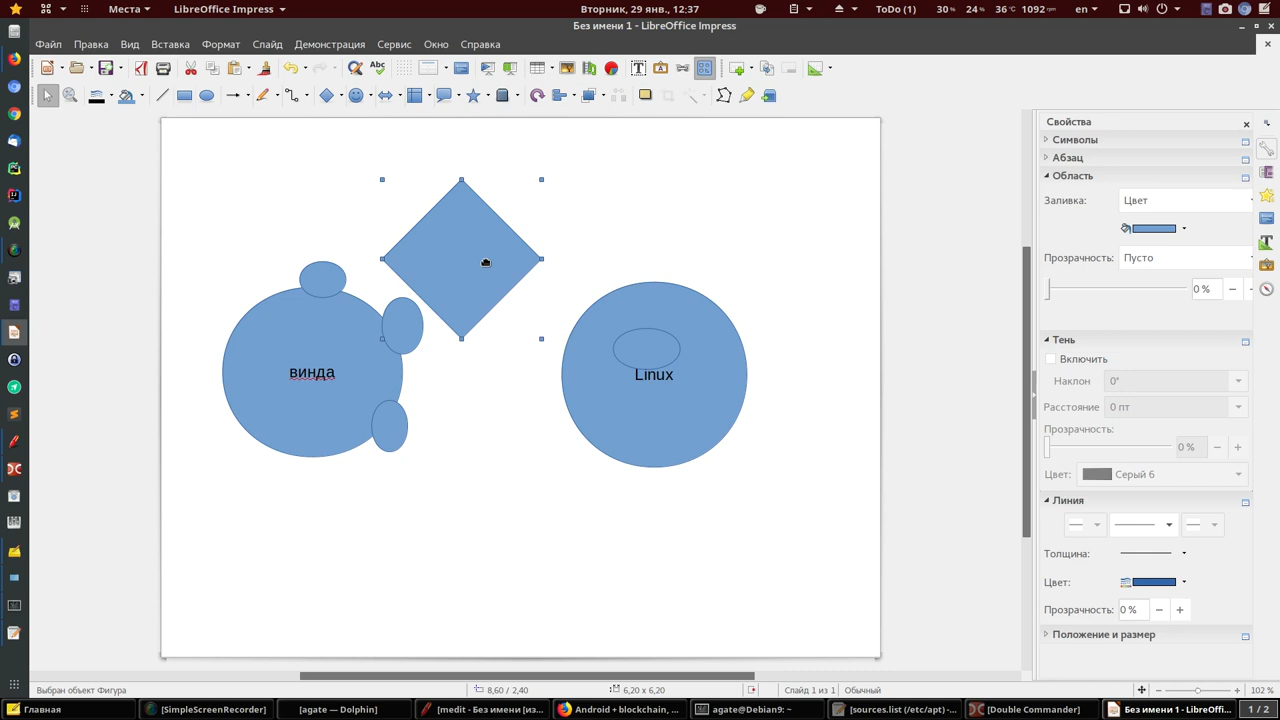 Места
LibreOffice Impress
Вторник, 29 янв., 12:37
ToDo (1)
30 %
24 %
36°C
1092 грт
en
Без имени 1 - LibreOffice Impress
Файл
Правка
Вид
Вставка
Формат
Слайд
Демонстрация
Сервис
Окно
Справка
Abc
Свойства
Символы
Абзац
Область
Заливка:
Цвет
Прозрачность:
Пусто
0 %
Тень
Включить
Наклон
0°
Расстояние
0 пт
Прозрачность:
0 %
Цвет:
Серый 6
Линия
Толщина:
Цвет:
Прозрачность:
0 %
Положение и размер
винда
Linux
Выбран объект Фигура
8,60 / 2,40
6,20 x 6,20
Слайд 1 из 1
Обычный
102 %
Главная
[SimpleScreenRecorder]
[agate — Dolphin]
[medit - Без имени [из...
Android + blockchain, ...
agate@Debian9: ~
[sources.list (/etc/apt) -...
[Double Commander]
Без имени 1 - LibreOffi...
1 / 2